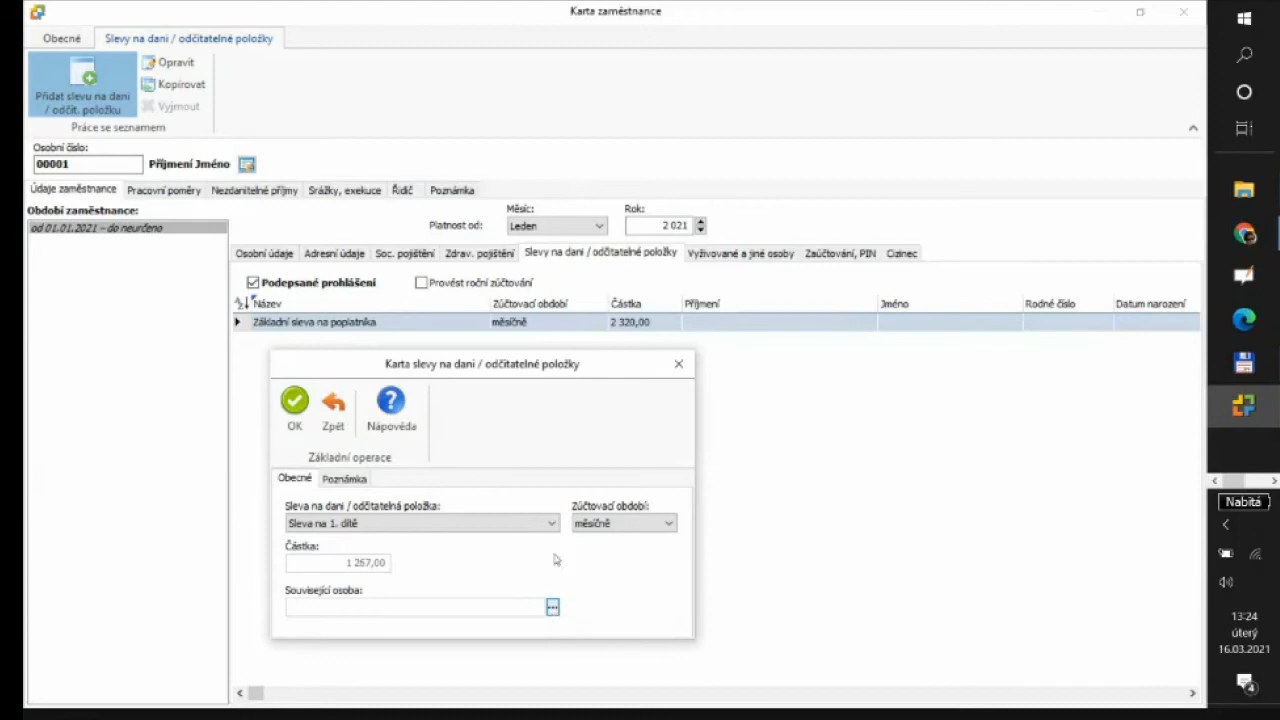 Karta zaměstnance
Obecné Slevy na dani / odčitatelné položky
Přidat slevu na dani / odčit. položku
Opravit
Kopírovat
Vyjmout
Práce se seznamem
Osobní číslo:
00001 Příjmení Jméno
Údaje zaměstnance Pracovní poměry Nezdanitelné příjmy Srážky, exekuce Řidič Poznámka
Období zaměstnance:
od 01.01.2021 – do neurčeno
Měsíc: Rok:
Platnost od: Leden 2 021
Osobní údaje Adresní údaje Soc. pojištění Zdrav. pojištění Slevy na dani / odčitatelné položky Vyživované a jiné osoby Zaúčtování, PIN Cizinec
Podepsané prohlášení Provést roční zúčtování
Název Zúčtovací období Částka Příjmení Jméno Rodné číslo Datum narození
Základní sleva na poplatníka měsíčně 2 320,00
Karta slevy na dani / odčitatelné položky
OK Zpět Nápověda
Základní operace
Obecné Poznámka
Sleva na dani / odčitatelná položka: Zúčtovací období:
Sleva na 1. dítě měsíčně
Částka:
1 267,00
Související osoba:
Nabitá
13:24
úterý
16.03.2021
4